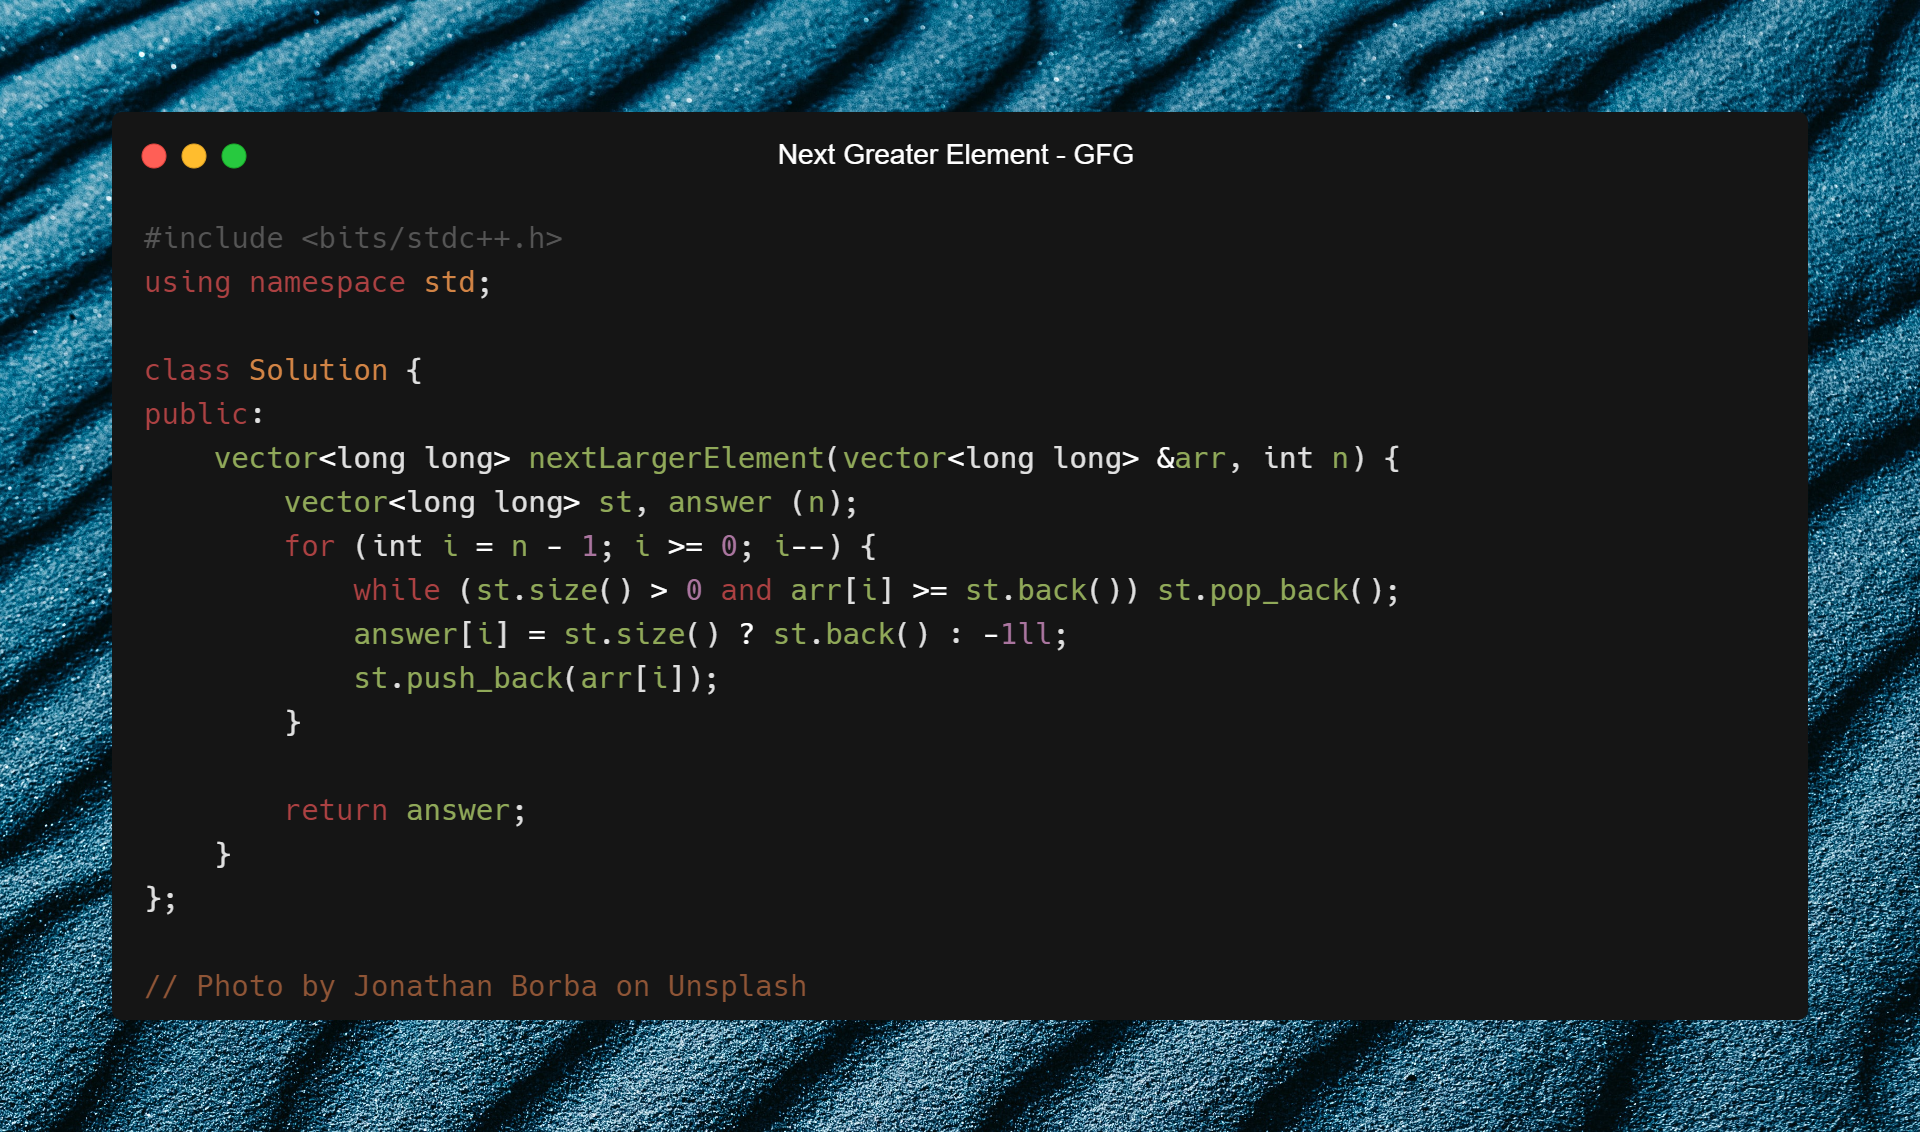 Next Greater Element - GFG
#include <bits/stdc++.h>
using namespace std;
class Solution {
public:
    vector<long long> nextLargerElement(vector<long long> &arr, int n) {
        vector<long long> st, answer (n);
        for (int i = n - 1; i >= 0; i--) {
            while (st.size() > 0 and arr[i] >= st.back()) st.pop_back();
            answer[i] = st.size() ? st.back() : -1ll;
            st.push_back(arr[i]);
        }
        return answer;
    }
};
// Photo by Jonathan Borba on Unsplash